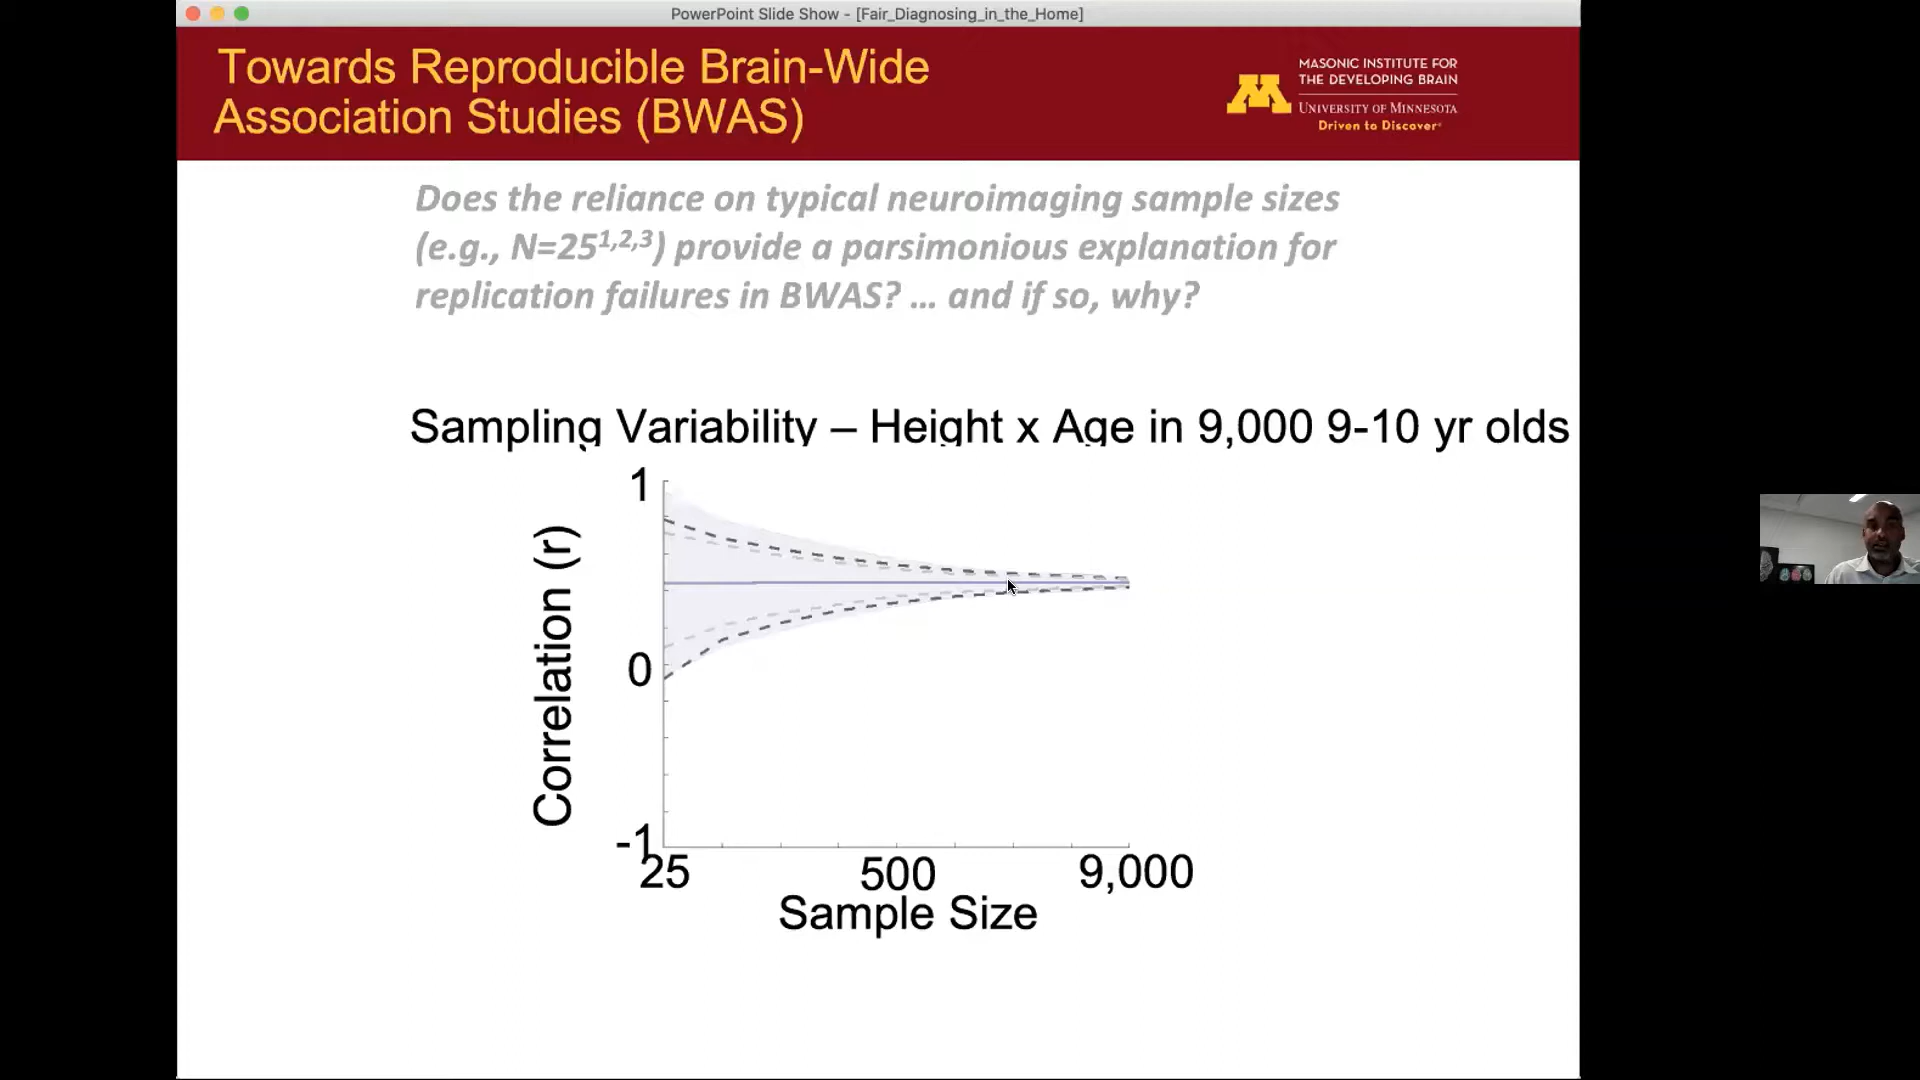 PowerPoint Slide Show - [Fair_Diagnosing_in_the_Home]
Towards Reproducible Brain-Wide
Association Studies (BWAS)
MASONIC INSTITUTE FOR
THE DEVELOPING BRAIN
UNIVERSITY OF MINNESOTA
Driven to Discover®
Does the reliance on typical neuroimaging sample sizes
(e.g., N=25¹,²,³) provide a parsimonious explanation for
replication failures in BWAS? ... and if so, why?
Sampling Variability – Height x Age in 9,000 9-10 yr olds
1
0
-1
Correlation (r)
25 500 9,000
Sample Size